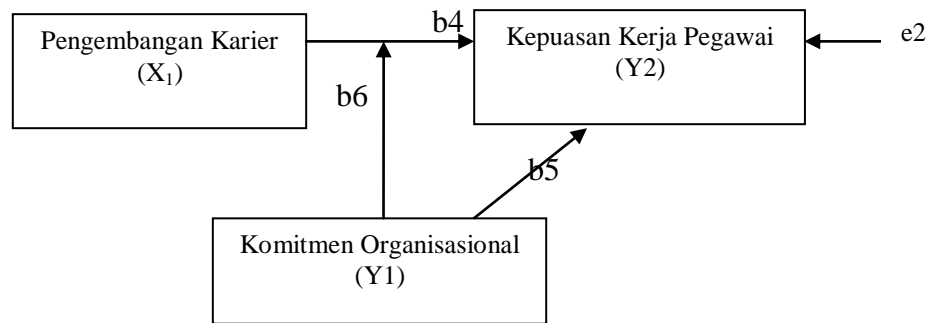 b4
Pengembangan Karier
(X₁)
Kepuasan Kerja Pegawai
(Y2)
e2
b6
b5
Komitmen Organisasional
(Y1)